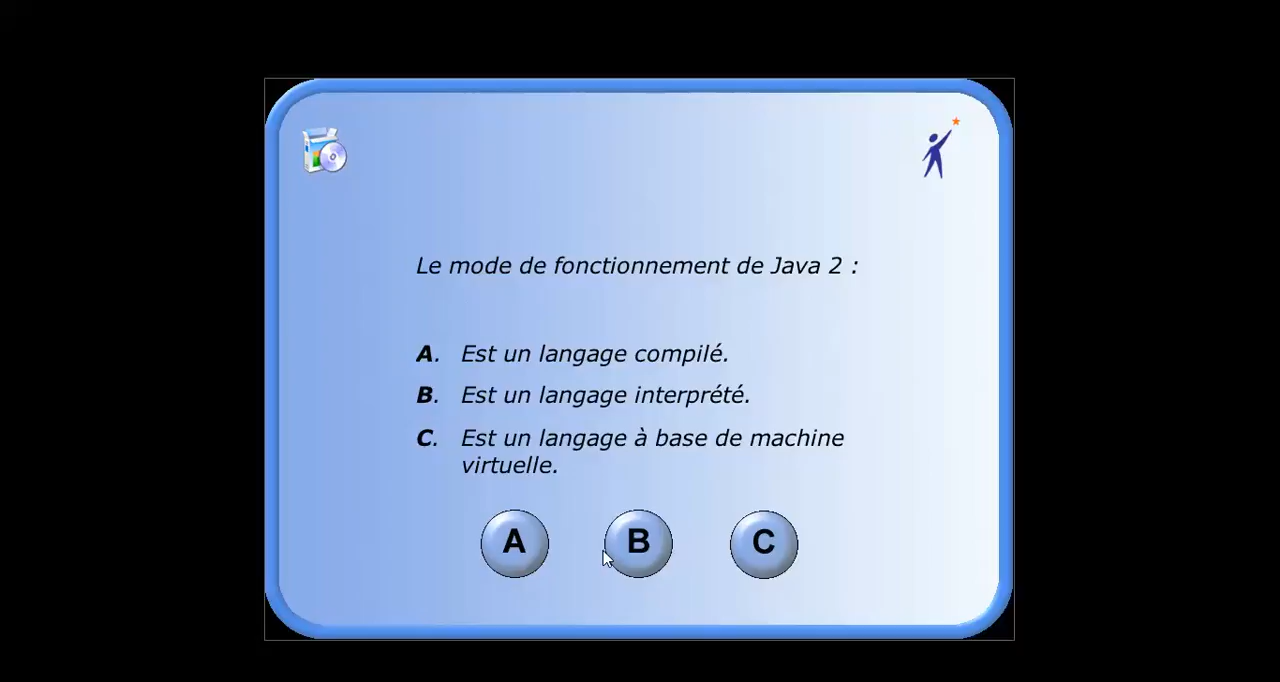 Le mode de fonctionnement de Java 2 :
A. Est un langage compilé.
B. Est un langage interprété.
C. Est un langage à base de machine
virtuelle.
A B C